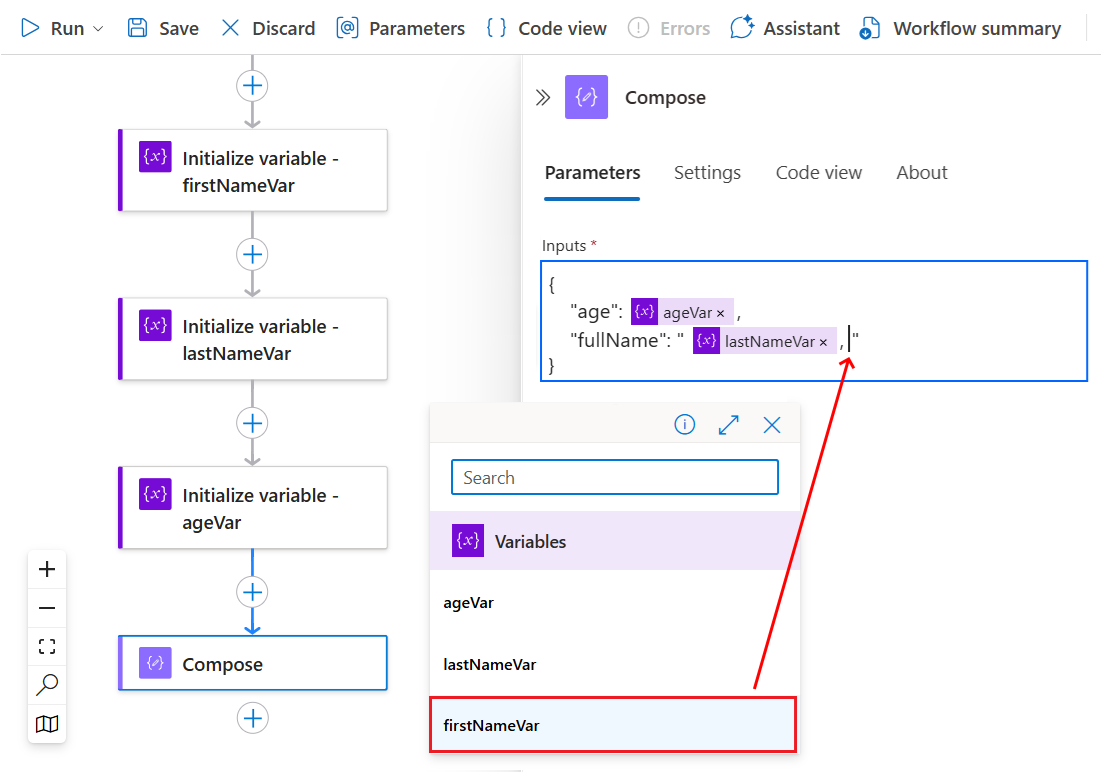 Run Save Discard Parameters Code view Errors Assistant Workflow summary
Initialize variable -
firstNameVar
Initialize variable -
lastNameVar
Initialize variable -
ageVar
Compose
Compose
Parameters Settings Code view About
Inputs *
{
"age": {x} ageVar × ,
"fullName": " {x} lastNameVar × , "
}
Search
{x} Variables
ageVar
lastNameVar
firstNameVar